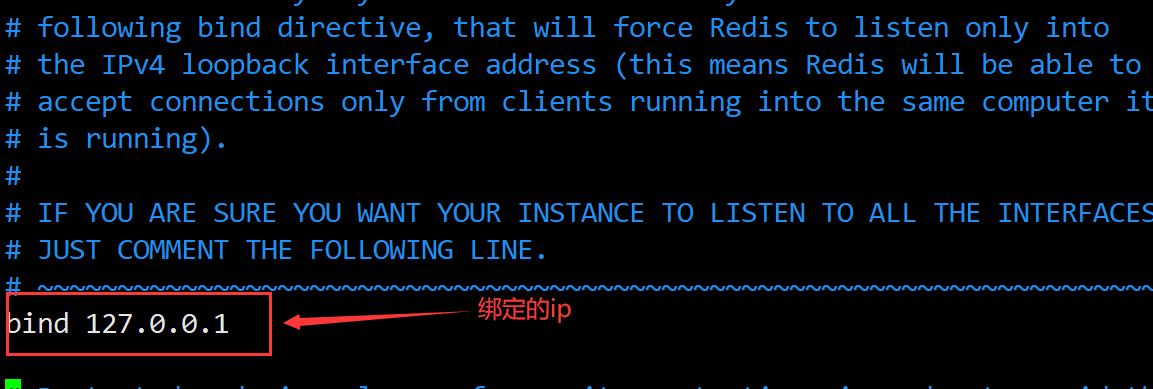 # following bind directive, that will force Redis to listen only into
# the IPv4 loopback interface address (this means Redis will be able to
# accept connections only from clients running into the same computer it
# is running).
#
# IF YOU ARE SURE YOU WANT YOUR INSTANCE TO LISTEN TO ALL THE INTERFACES
# JUST COMMENT THE FOLLOWING LINE.
# ~~~~~~~~~~~~~~~~~~~~~~~~~~~~~~~~~~~~~~~~~~~~~~~~~~~~~~~~~~~~~~~~~~~~~~~
bind 127.0.0.1
绑定的ip